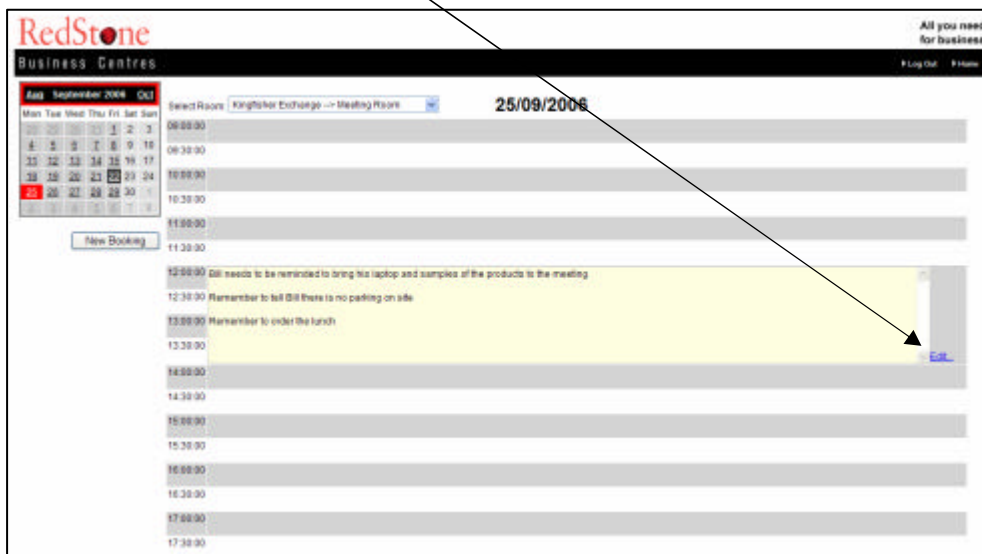 RedStone
All you need
for business
Business Centres
Log Out Home
Aug September 2006 Oct
Mon Tue Wed Thu Fri Sat Sun
1 2 3
4 5 6 7 8 9 10
11 12 13 14 15 16 17
18 19 20 21 22 23 24
25 26 27 28 29 30
New Booking
Select Room: Kingfisher Exchange --> Meeting Room
25/09/2006
09:00:00
09:30:00
10:00:00
10:30:00
11:00:00
11:30:00
12:00:00 Bill needs to be reminded to bring his laptop and samples of the products to the meeting
12:30:00 Remember to tell Bill there is no parking on site
13:00:00 Remember to order the lunch
13:30:00
Edit...
14:00:00
14:30:00
15:00:00
15:30:00
16:00:00
16:30:00
17:00:00
17:30:00